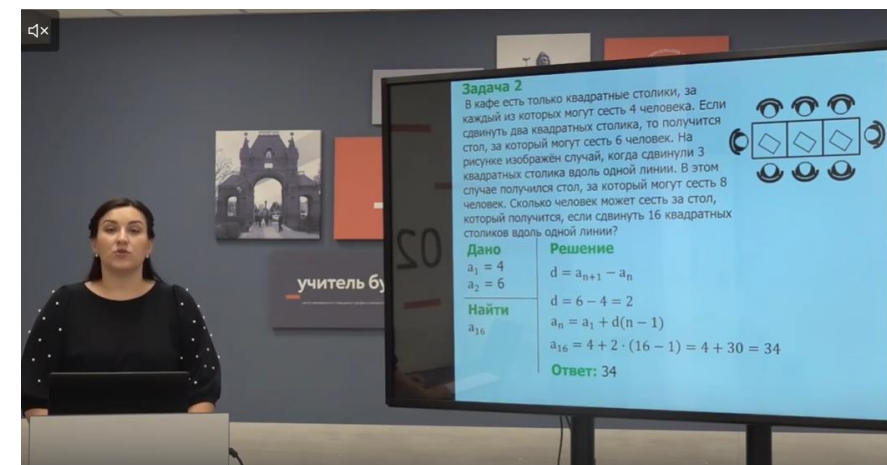 Задача 2
В кафе есть только квадратные столики, за
каждый из которых могут сесть 4 человека. Если
сдвинуть два квадратных столика, то получится
стол, за который могут сесть 6 человек. На
рисунке изображён случай, когда сдвинули 3
квадратных столика вдоль одной линии. В этом
случае получился стол, за который могут сесть 8
человек. Сколько человек может сесть за стол,
который получится, если сдвинуть 16 квадратных
столиков вдоль одной линии?
Дано
a₁ = 4
a₂ = 6
Найти
a₁₆
Решение
d = aₙ₊₁ − aₙ
d = 6 − 4 = 2
aₙ = a₁ + d(n − 1)
a₁₆ = 4 + 2 · (16 − 1) = 4 + 30 = 34
Ответ: 34
учитель бу
02